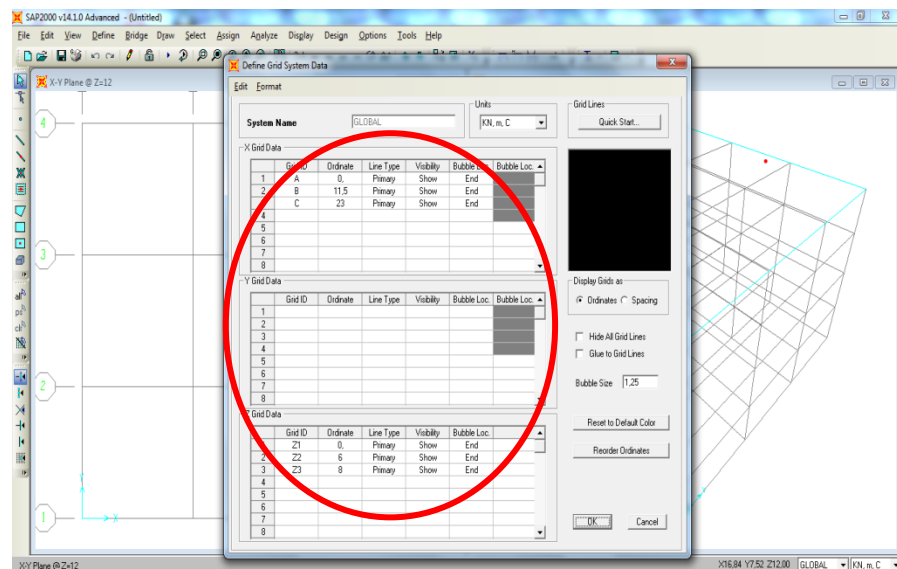 SAP2000 v14.1.0 Advanced - (Untitled)
File Edit View Define Bridge Draw Select Assign Analyze Display Design Options Tools Help
X-Y Plane @ Z=12
4
3
2
1
Define Grid System Data
Edit Format
System Name GLOBAL
Units
KN, m, C
Grid Lines
Quick Start...
X Grid Data
Grid ID Ordinate Line Type Visibility Bubble Loc. Bubble Loc.
1 A 0, Primary Show End
2 B 11,5 Primary Show End
3 C 23 Primary Show End
4
5
6
7
8
Y Grid Data
Grid ID Ordinate Line Type Visibility Bubble Loc. Bubble Loc.
1
2
3
4
5
6
7
8
Z Grid Data
Grid ID Ordinate Line Type Visibility Bubble Loc.
1 Z1 0, Primary Show End
2 Z2 6 Primary Show End
3 Z3 8 Primary Show End
4
5
6
7
8
Display Grids as
Ordinates Spacing
Hide All Grid Lines
Glue to Grid Lines
Bubble Size 1,25
Reset to Default Color
Reorder Ordinates
OK Cancel
X-Y Plane @ Z=12
X16,84 Y7,52 Z12,00 GLOBAL KN, m, C